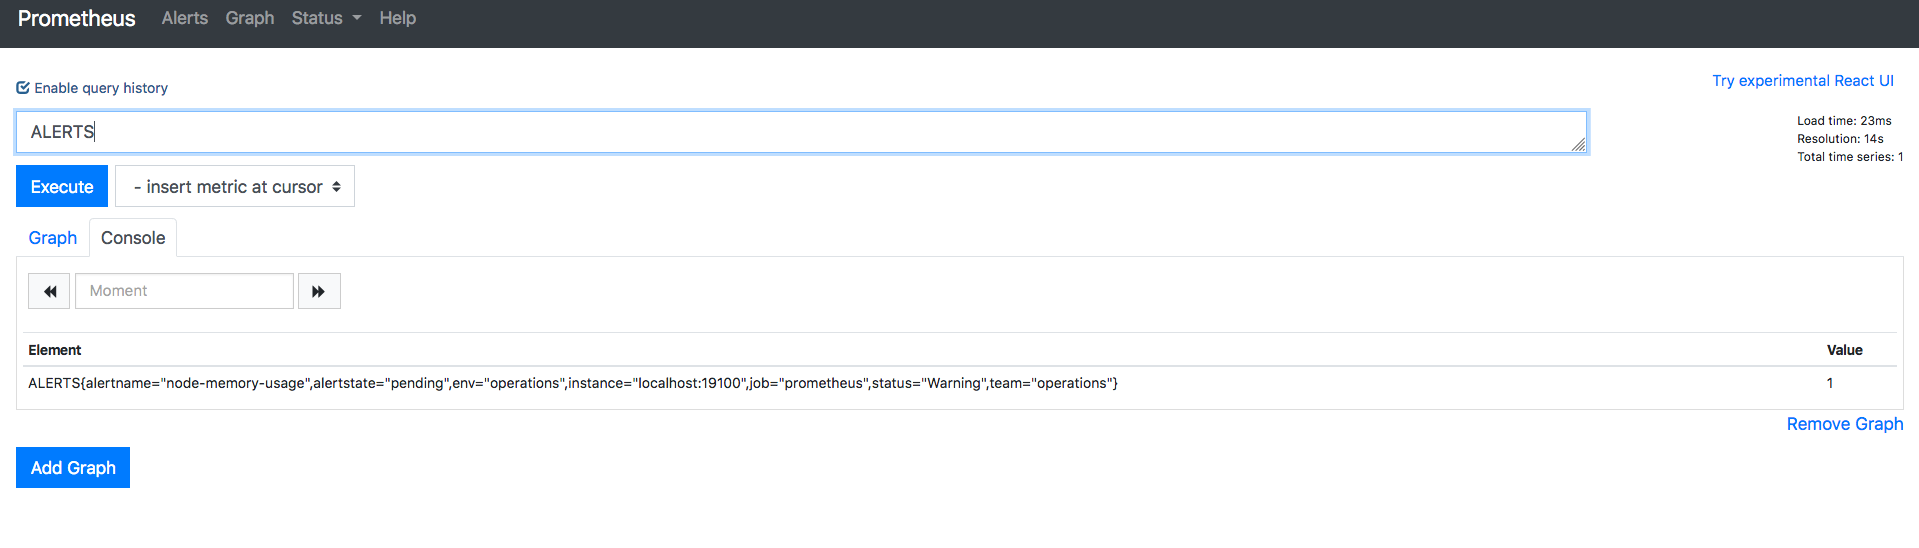 Prometheus Alerts Graph Status Help
Enable query history
Try experimental React UI
ALERTS
Load time: 23ms
Resolution: 14s
Total time series: 1
Execute - insert metric at cursor
Graph Console
Moment
Element Value
ALERTS{alertname="node-memory-usage",alertstate="pending",env="operations",instance="localhost:19100",job="prometheus",status="Warning",team="operations"} 1
Remove Graph
Add Graph